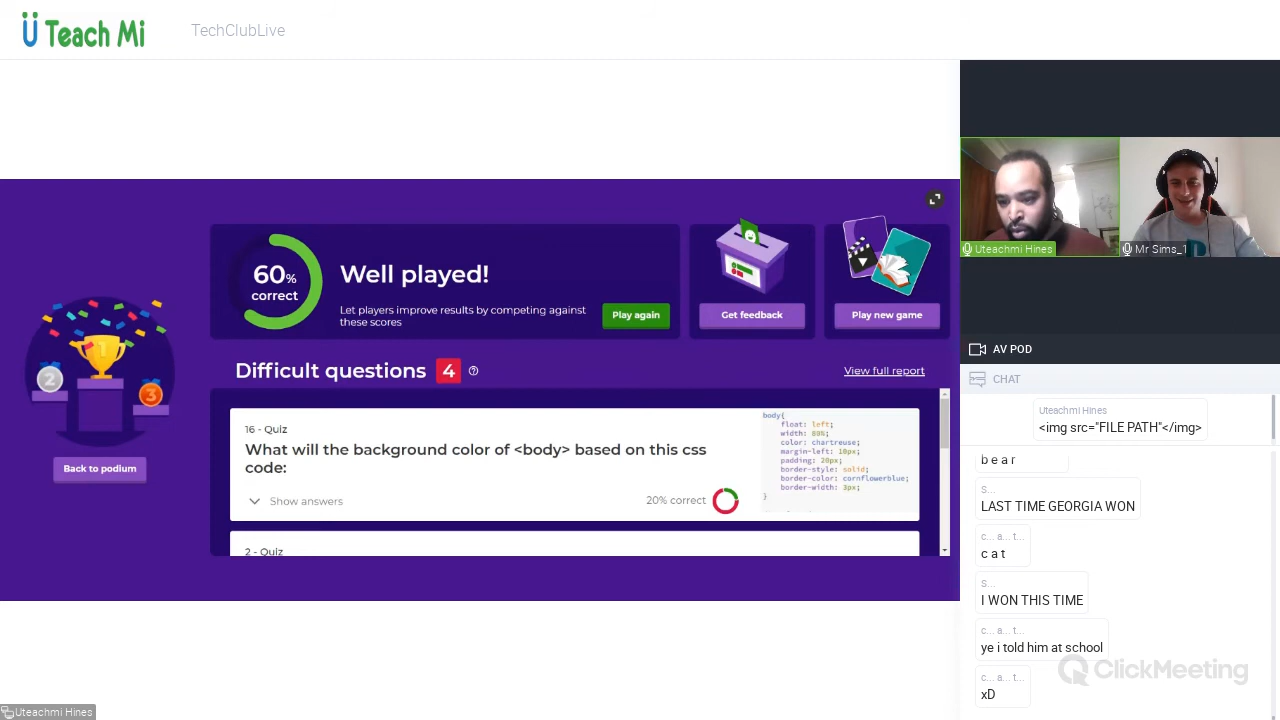 Ü Teach Mi
TechClubLive
60%
correct
Well played!
Let players improve results by competing against
these scores
Play again
Get feedback
Play new game
1
2
3
Back to podium
Difficult questions 4
View full report
16 - Quiz
What will the background color of <body> based on this css
code:
Show answers
20% correct
body{
float: left;
width: 80%;
color: chartreuse;
margin-left: 10px;
padding: 20px;
border-style: solid;
border-color: cornflowerblue;
border-width: 3px;
}
2 - Quiz
Uteachmi Hines
Uteachmi Hines
Mr Sims_1
AV POD
CHAT
Uteachmi Hines
<img src="FILE PATH"</img>
b e a r
S...
LAST TIME GEORGIA WON
c... a... t...
c a t
S...
I WON THIS TIME
c... a... t...
ye i told him at school
c... a... t...
xD
ClickMeeting